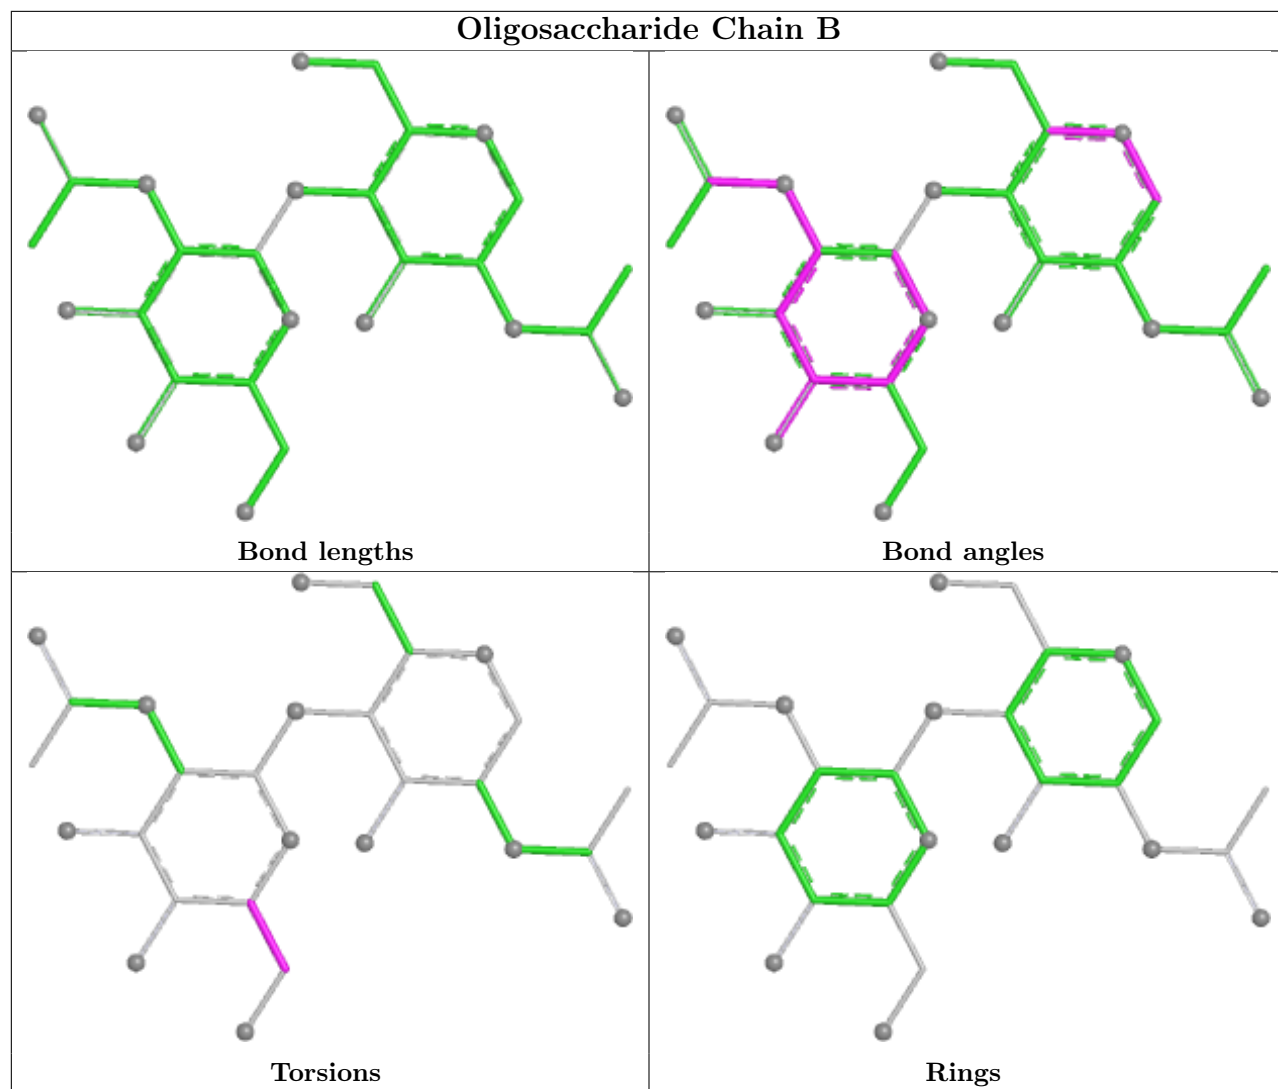 Oligosaccharide Chain B
Bond lengths
Bond angles
Torsions
Rings